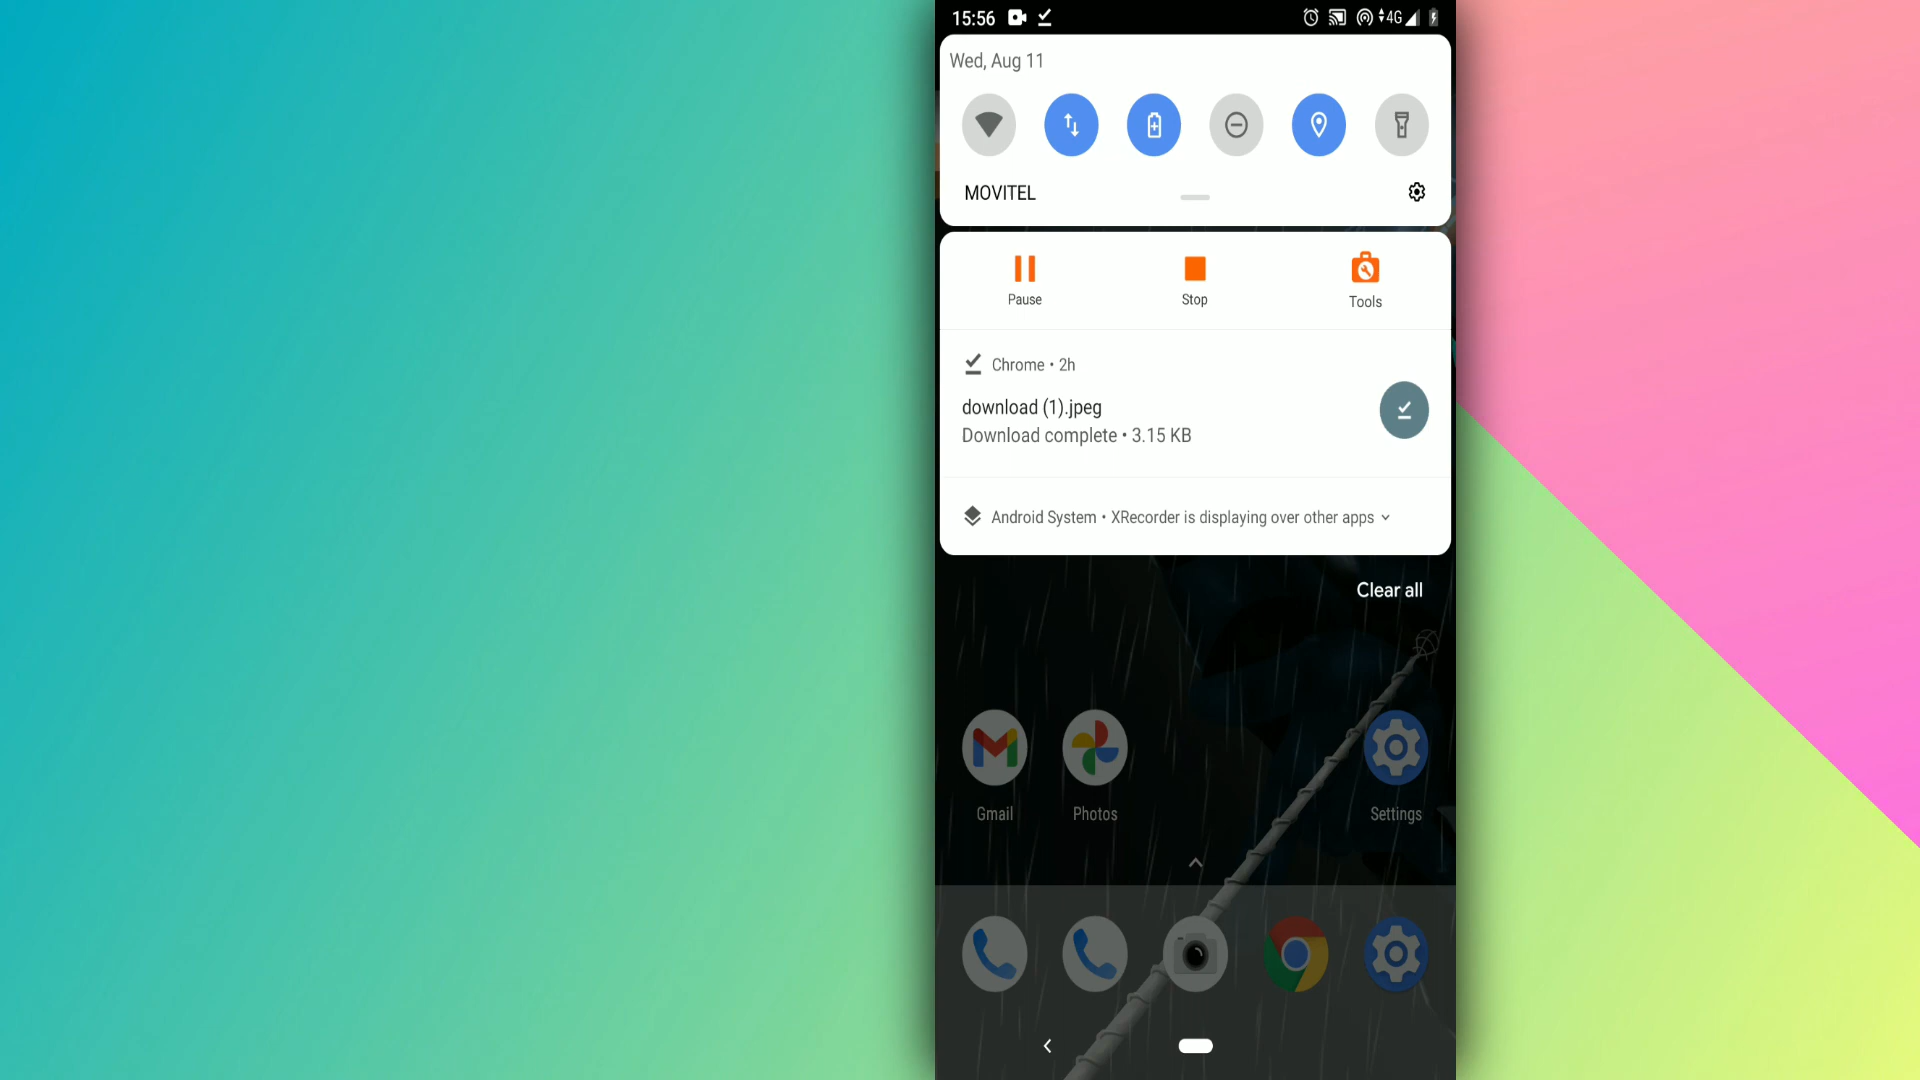 15:56
4G
Wed, Aug 11
MOVITEL
Pause
Stop
Tools
Chrome • 2h
download (1).jpeg
Download complete • 3.15 KB
Android System • XRecorder is displaying over other apps
Clear all
Gmail
Photos
Settings